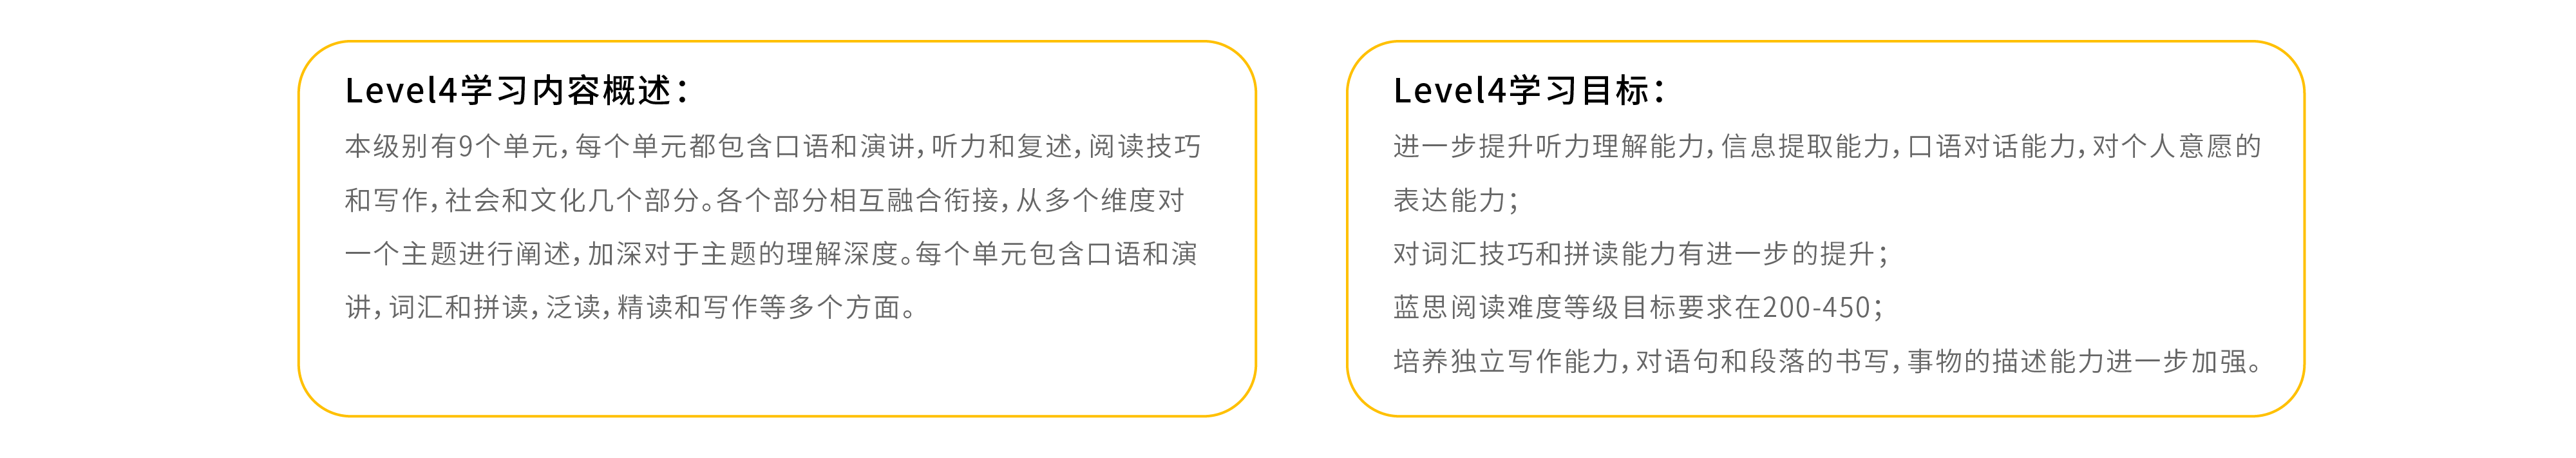 Level4学习内容概述：
本级别有9个单元，每个单元都包含口语和演讲，听力和复述，阅读技巧
和写作，社会和文化几个部分。各个部分相互融合衔接，从多个维度对
一个主题进行阐述，加深对于主题的理解深度。每个单元包含口语和演
讲，词汇和拼读，泛读，精读和写作等多个方面。
Level4学习目标：
进一步提升听力理解能力，信息提取能力，口语对话能力，对个人意愿的
表达能力；
对词汇技巧和拼读能力有进一步的提升；
蓝思阅读难度等级目标要求在200-450；
培养独立写作能力，对语句和段落的书写，事物的描述能力进一步加强。